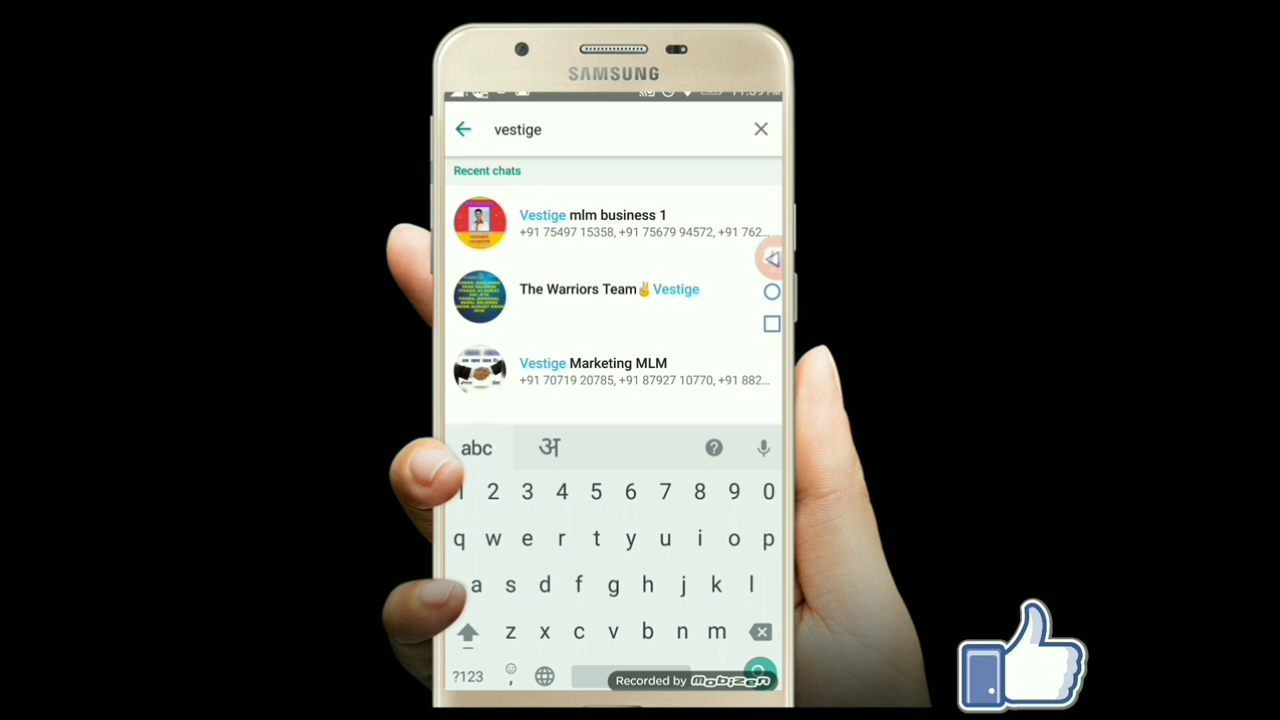 SAMSUNG
vestige
Recent chats
Vestige mlm business 1
+91 75497 15358, +91 75679 94572, +91 762...
The Warriors Team✌Vestige
Vestige Marketing MLM
+91 70719 20785, +91 87927 10770, +91 882...
abc अ
1 2 3 4 5 6 7 8 9 0
q w e r t y u i o p
a s d f g h j k l
z x c v b n m
?123 ,
Recorded by mobizen